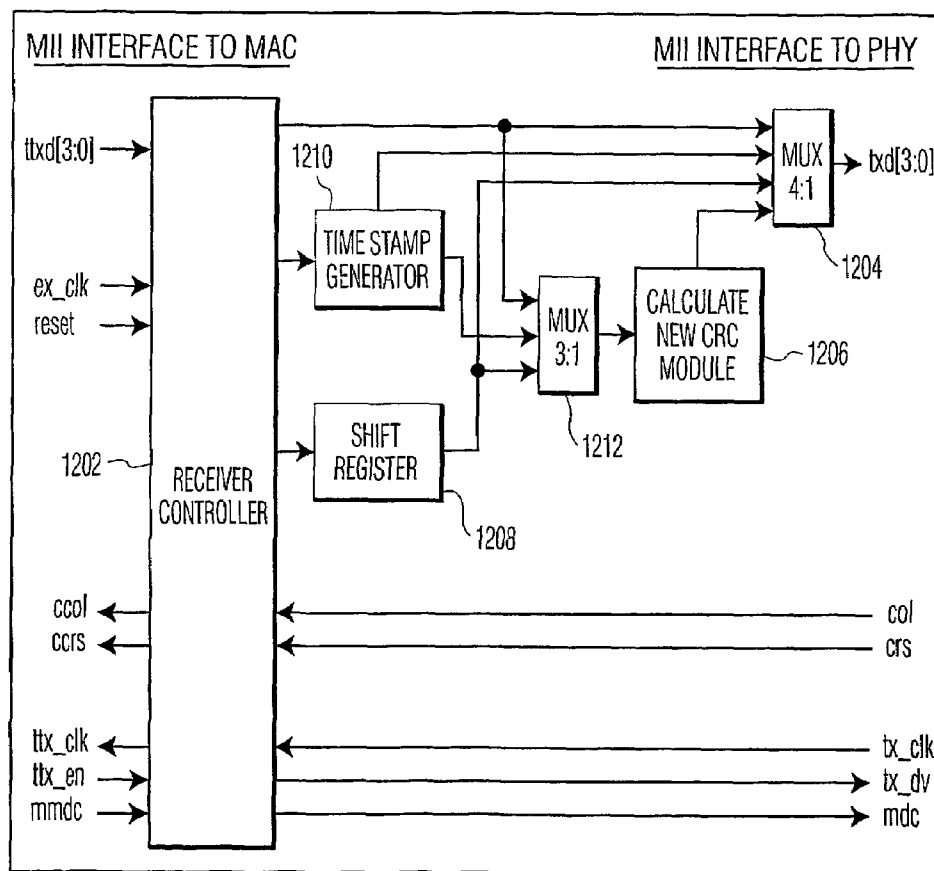 MII INTERFACE TO MAC
MII INTERFACE TO PHY
ttxd[3:0]
1210
MUX
4:1
txd[3:0]
1204
TIME STAMP
GENERATOR
ex_clk
reset
MUX
3:1
1212
CALCULATE
NEW CRC
MODULE
1206
1202
RECEIVER
CONTROLLER
SHIFT
REGISTER
1208
ccol
col
ccrs
crs
ttx_clk
tx_clk
ttx_en
tx_dv
mmdc
mdc